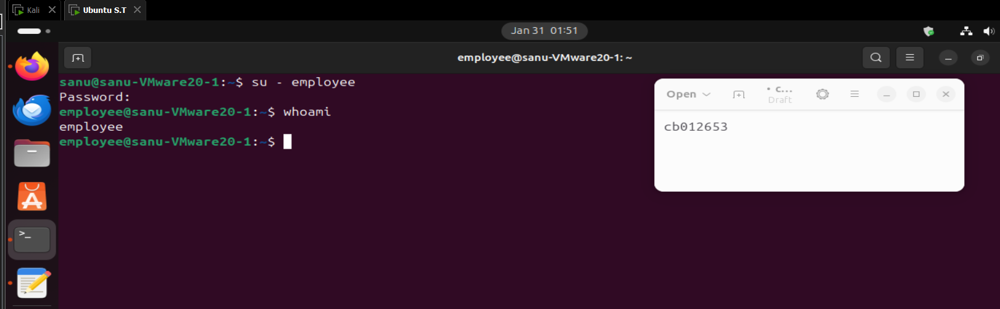 Kali
Ubuntu S.T
Jan 31 01:51
employee@sanu-VMware20-1: ~
sanu@sanu-VMware20-1:~$ su - employee
Password:
employee@sanu-VMware20-1:~$ whoami
employee
employee@sanu-VMware20-1:~$
Open
• c...
Draft
cb012653